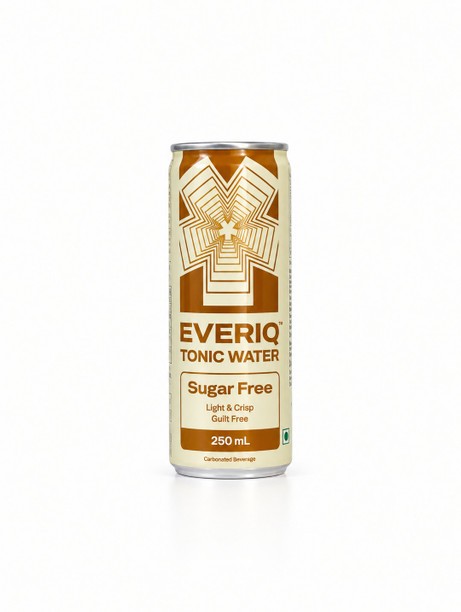 EVERIQ™
TONIC WATER
Sugar Free
Light & Crisp
Guilt Free
250 mL
Carbonated Beverage